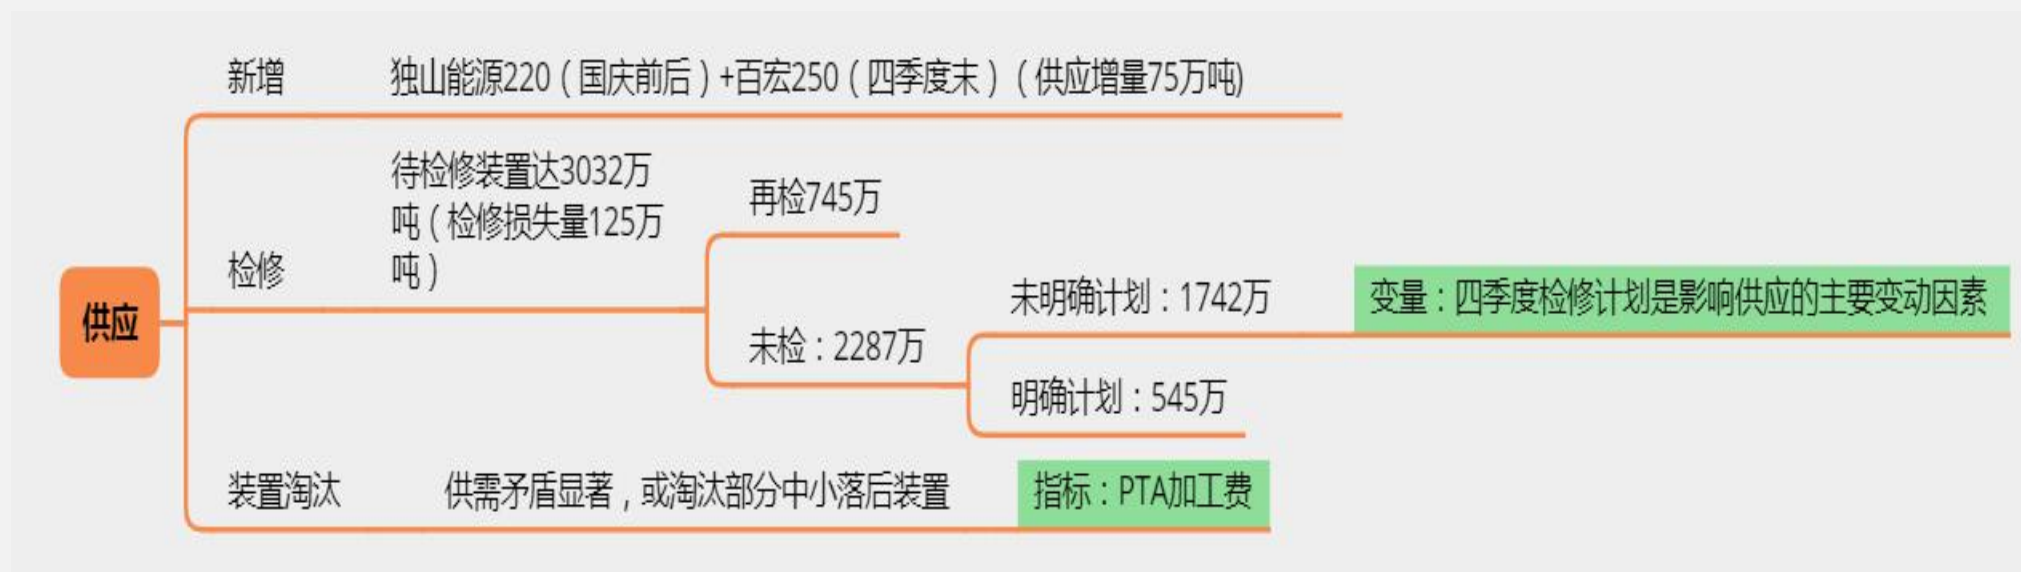 新增
独山能源220（国庆前后）+百宏250（四季度末）（供应增量75万吨)
待检修装置达3032万
吨（检修损失量125万
吨）
检修
再检745万
供应
未检：2287万
未明确计划：1742万
变量：四季度检修计划是影响供应的主要变动因素
明确计划：545万
装置淘汰
供需矛盾显著，或淘汰部分中小落后装置
指标：PTA加工费